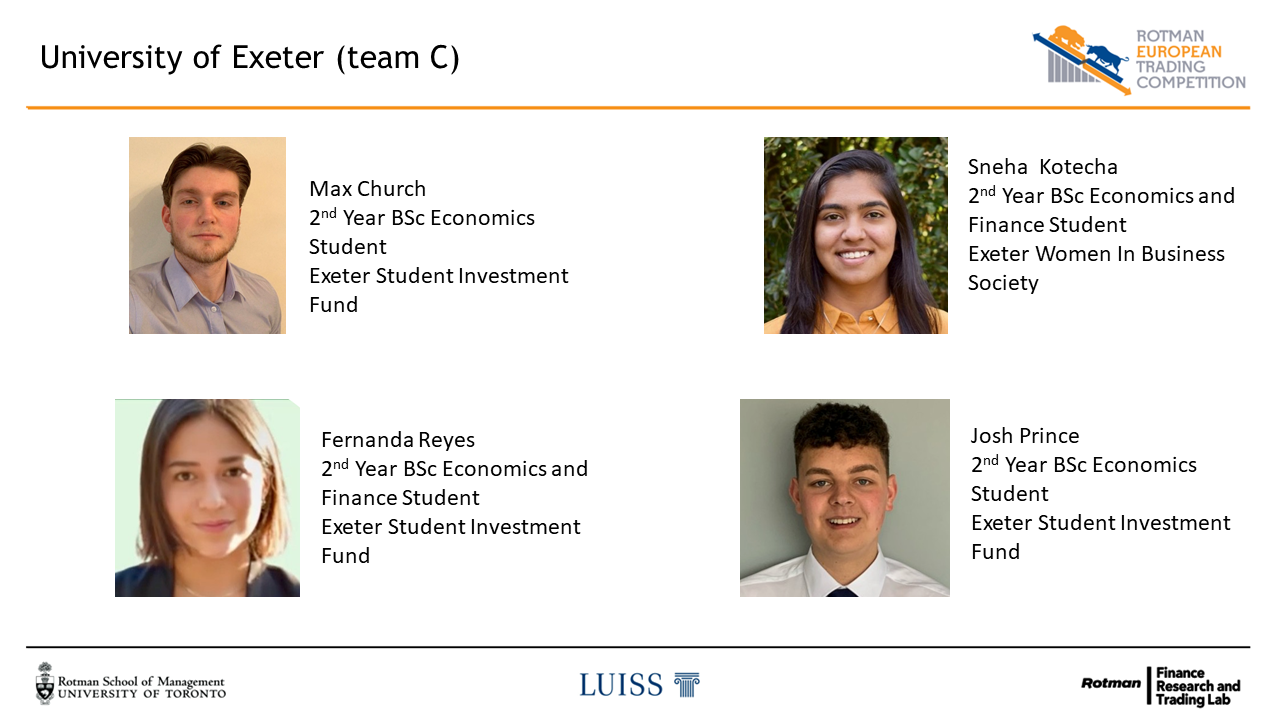 University of Exeter (team C)
ROTMAN
EUROPEAN
TRADING
COMPETITION
Max Church
2nd Year BSc Economics
Student
Exeter Student Investment
Fund
Sneha  Kotecha
2nd Year BSc Economics and
Finance Student
Exeter Women In Business
Society
Fernanda Reyes
2nd Year BSc Economics and
Finance Student
Exeter Student Investment
Fund
Josh Prince
2nd Year BSc Economics
Student
Exeter Student Investment
Fund
Rotman School of Management
UNIVERSITY OF TORONTO
LUISS
Rotman
Finance
Research and
Trading Lab